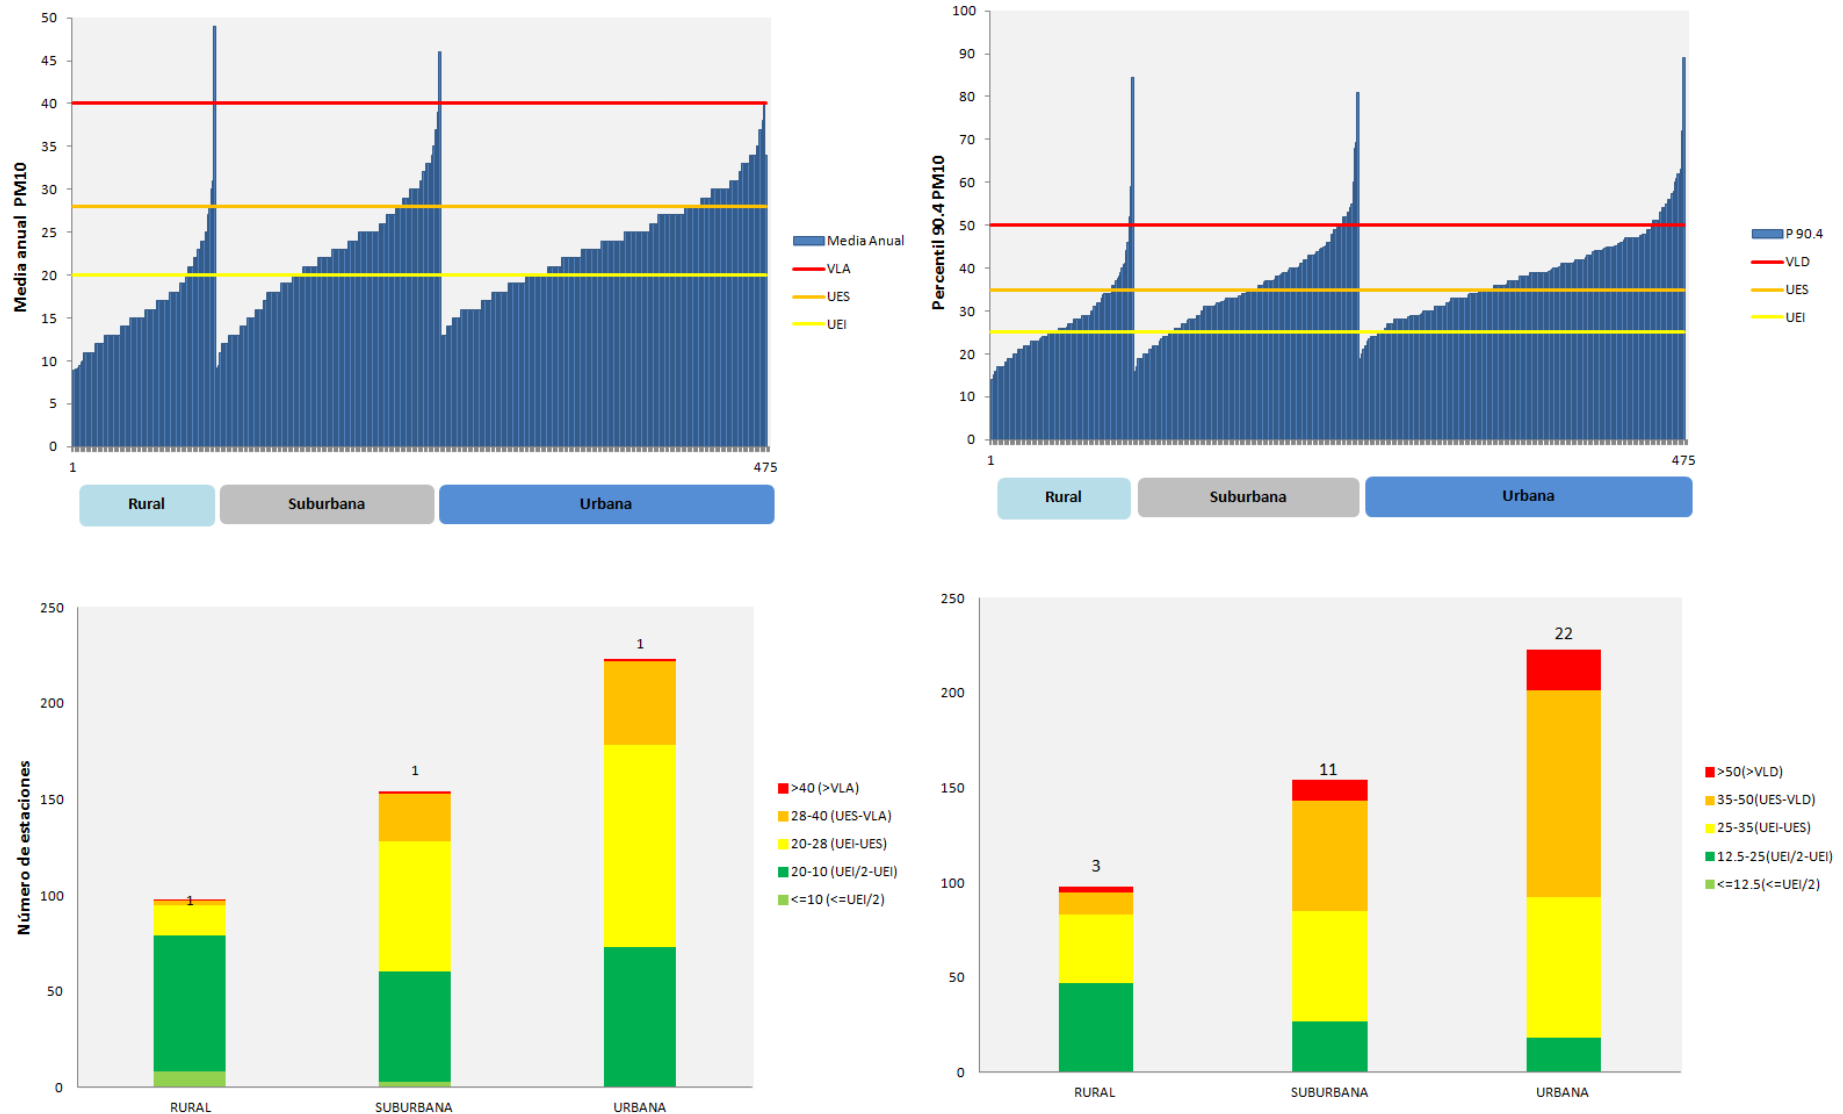 Media anual PM10
50
45
40
35
30
25
20
15
10
5
0
1
475
Media Anual
VLA
UES
UEI
Rural
Suburbana
Urbana
Percentil 90.4 PM10
100
90
80
70
60
50
40
30
20
10
0
1
475
P 90.4
VLD
UES
UEI
Rural
Suburbana
Urbana
Número de estaciones
250
200
150
100
50
0
1
1
1
RURAL
SUBURBANA
URBANA
>40 (>VLA)
28-40 (UES-VLA)
20-28 (UEI-UES)
20-10 (UEI/2-UEI)
<=10 (<=UEI/2)
250
200
150
100
50
0
3
11
22
RURAL
SUBURBANA
URBANA
>50(>VLD)
35-50(UES-VLD)
25-35(UEI-UES)
12.5-25(UEI/2-UEI)
<=12.5(<=UEI/2)